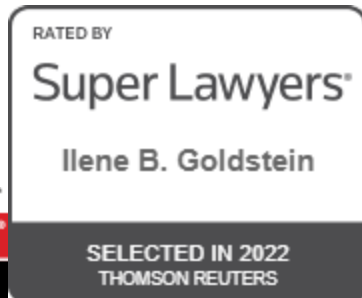 RATED BY
Super Lawyers®
Ilene B. Goldstein
SELECTED IN 2022
THOMSON REUTERS